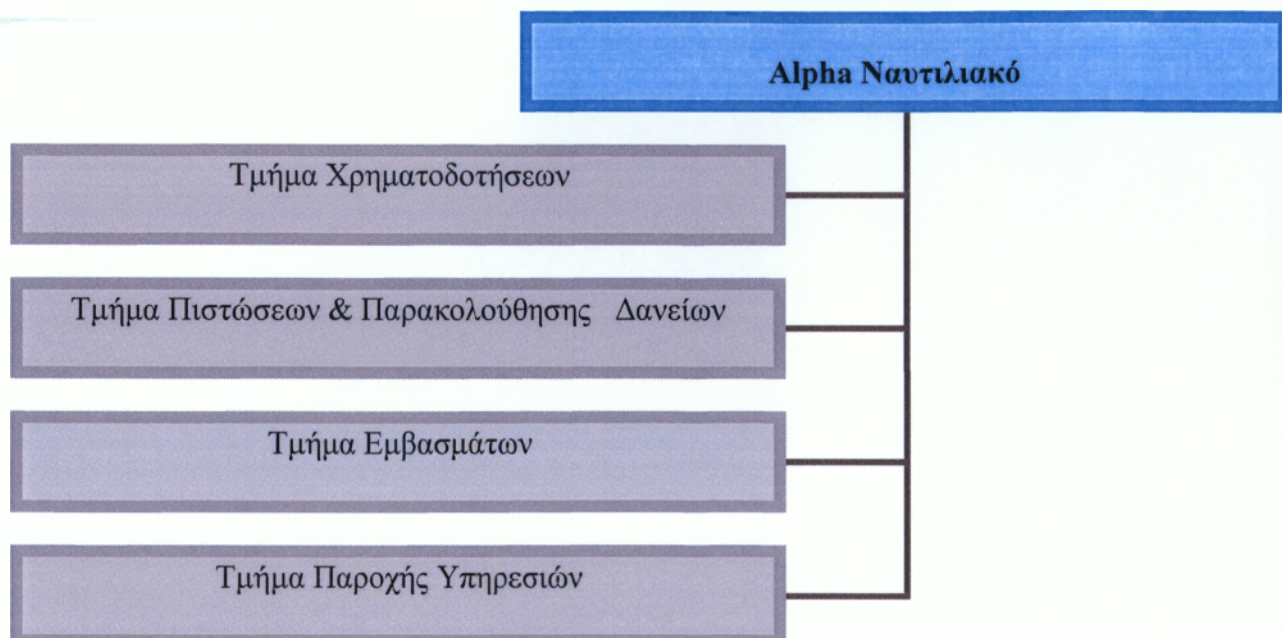 Alpha Ναυτιλιακό
Τμήμα Χρηματοδοτήσεων
Τμήμα Πιστώσεων & Παρακολούθησης Δανείων
Τμήμα Εμβασμάτων
Τμήμα Παροχής Υπηρεσιών